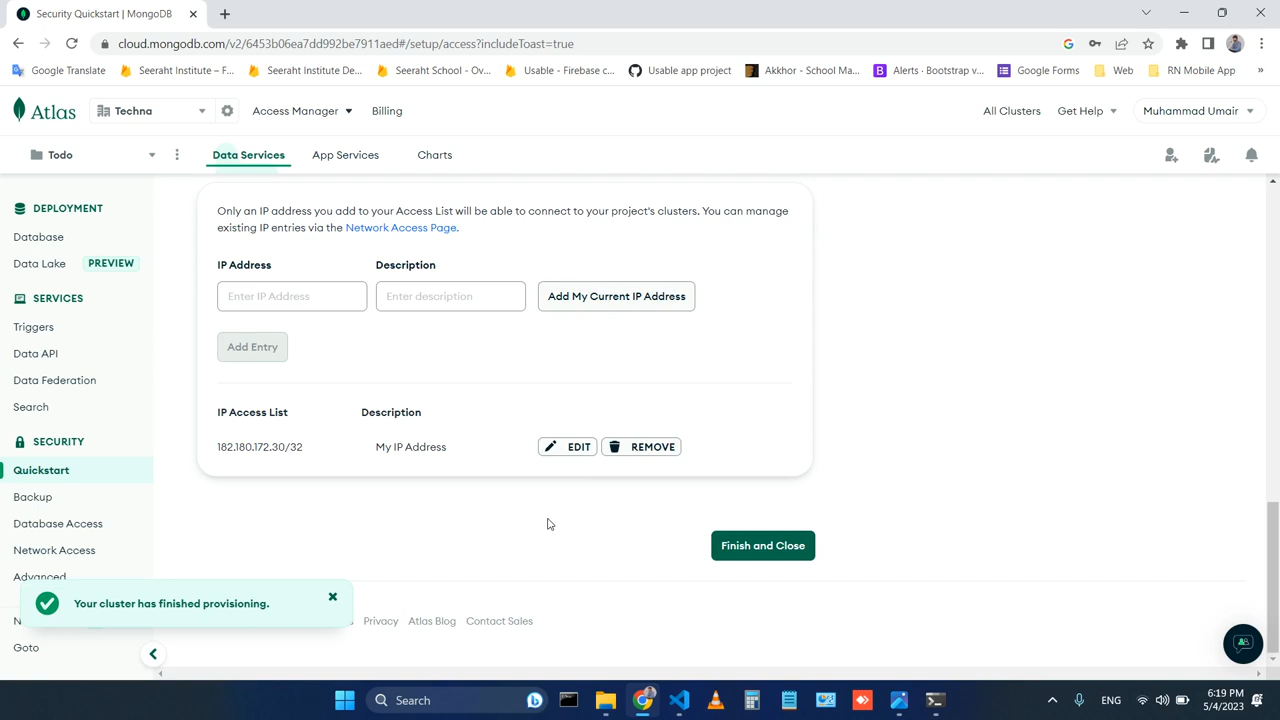 Security Quickstart | MongoDB
cloud.mongodb.com/v2/6453b06ea7dd992be7911aed#/setup/access?includeToast=true
Google Translate
Seeraht Institute – F...
Seeraht Institute De...
Seeraht School - Ov...
Usable - Firebase c...
Usable app project
Akkhor - School Ma...
Alerts · Bootstrap v...
Google Forms
Web
RN Mobile App
»
Atlas
Techna
Access Manager
Billing
All Clusters
Get Help
Muhammad Umair
Todo
Data Services
App Services
Charts
DEPLOYMENT
Database
Data Lake
PREVIEW
SERVICES
Triggers
Data API
Data Federation
Search
SECURITY
Quickstart
Backup
Database Access
Network Access
Advanced
Goto
Only an IP address you add to your Access List will be able to connect to your project's clusters. You can manage
existing IP entries via the Network Access Page.
IP Address
Description
Enter IP Address
Enter description
Add My Current IP Address
Add Entry
IP Access List
Description
182.180.172.30/32
My IP Address
EDIT
REMOVE
Finish and Close
Your cluster has finished provisioning.
Privacy
Atlas Blog
Contact Sales
Search
ENG
6:19 PM
5/4/2023